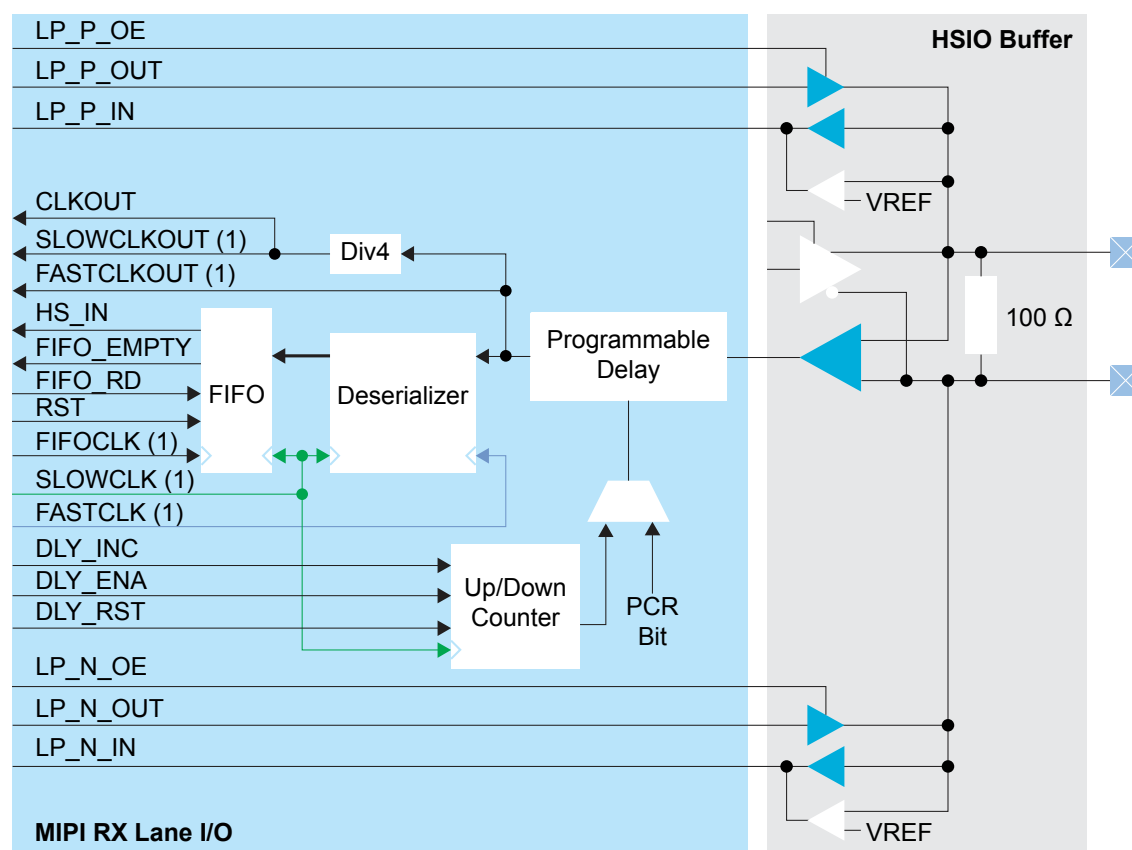 LP_P_OE
HSIO Buffer
LP_P_OUT
LP_P_IN
VREF
CLKOUT
SLOWCLKOUT (1)
Div4
FASTCLKOUT (1)
HS_IN
FIFO_EMPTY
FIFO_RD
RST
FIFOCLK (1)
SLOWCLK (1)
FASTCLK (1)
FIFO
Deserializer
Programmable
Delay
100 Ω
DLY_INC
DLY_ENA
DLY_RST
Up/Down
Counter
PCR
Bit
LP_N_OE
LP_N_OUT
LP_N_IN
VREF
MIPI RX Lane I/O